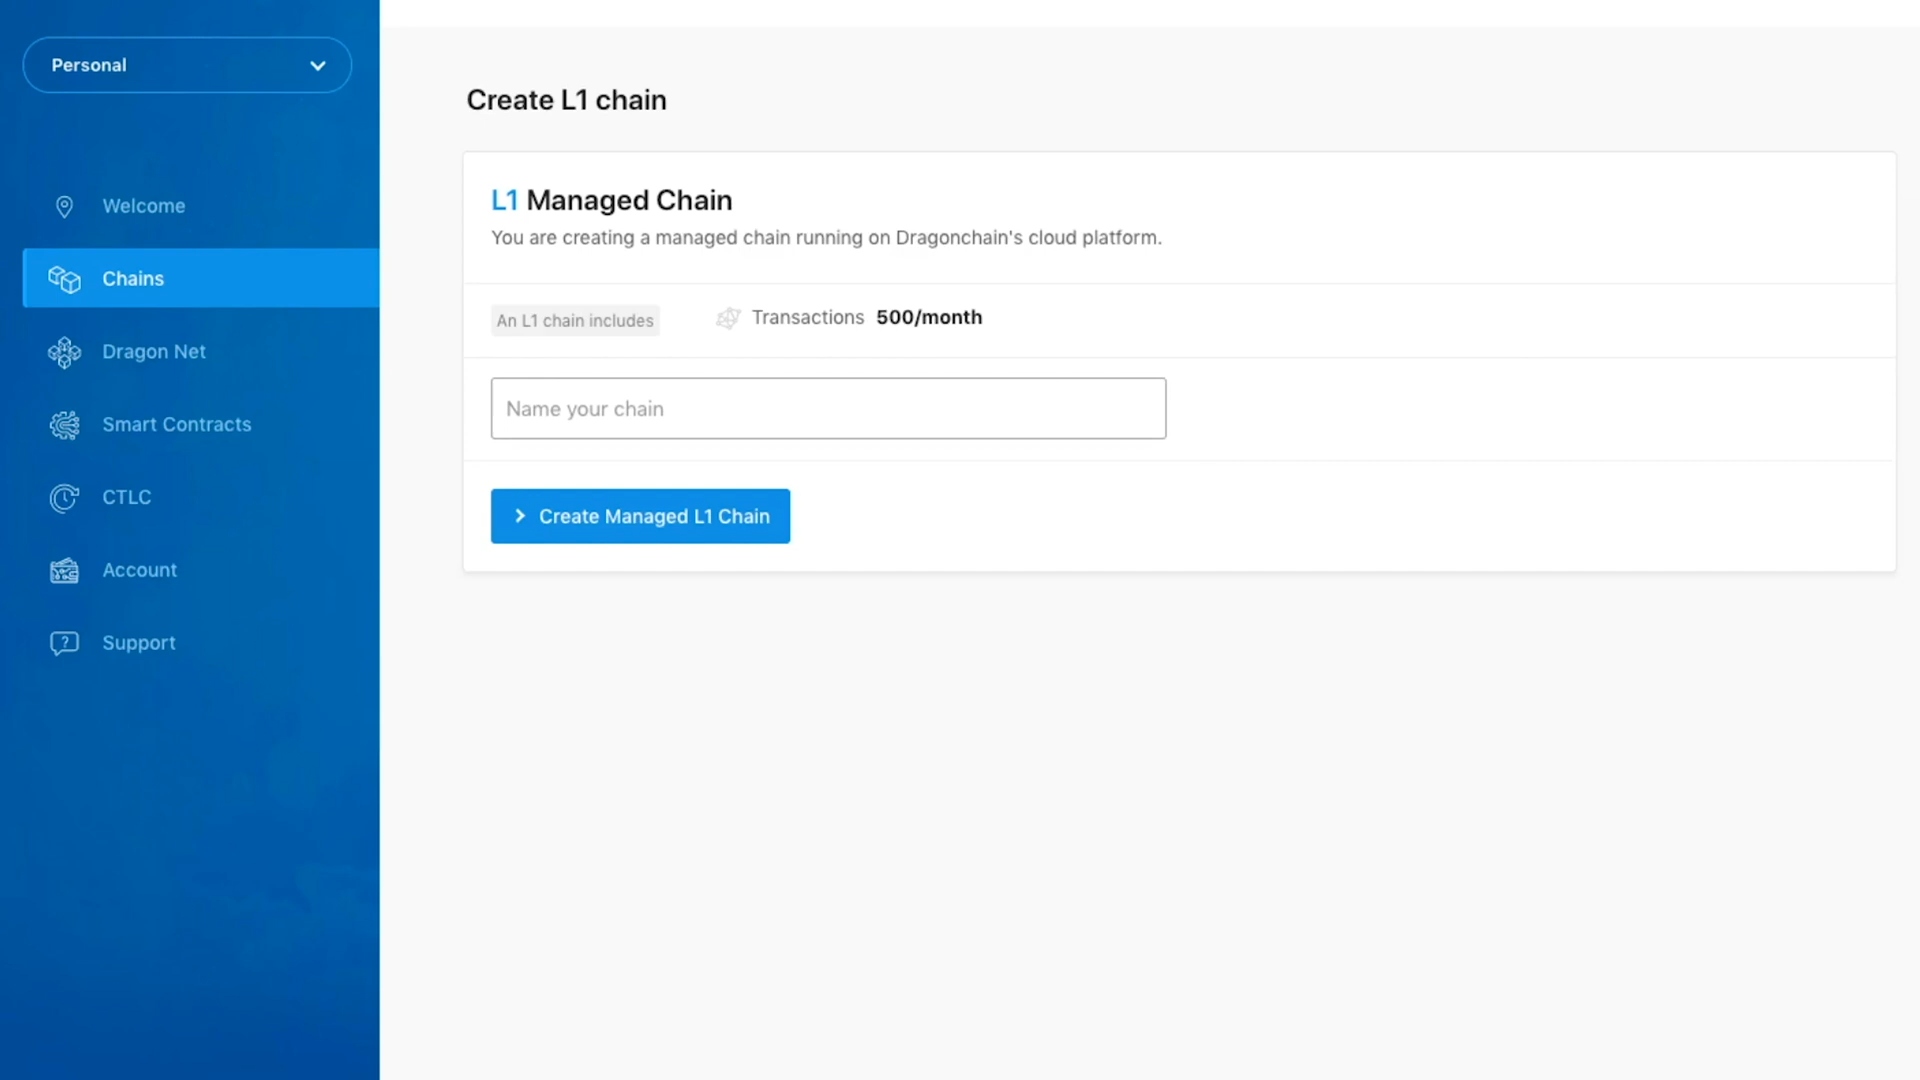 Personal
Welcome
Chains
Dragon Net
Smart Contracts
CTLC
Account
Support
Create L1 chain
L1 Managed Chain
You are creating a managed chain running on Dragonchain's cloud platform.
An L1 chain includes Transactions 500/month
Name your chain
Create Managed L1 Chain